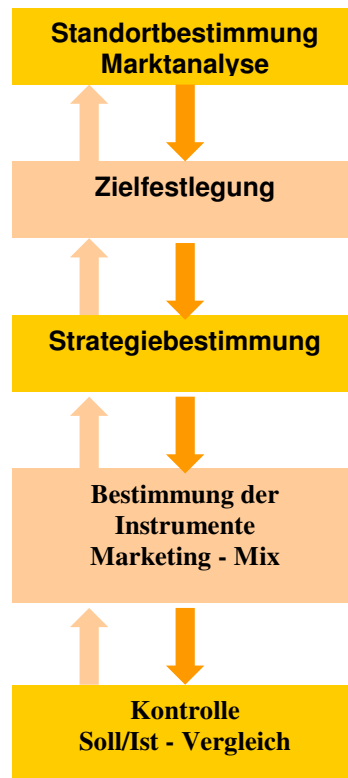 Standortbestimmung
Marktanalyse
Zielfestlegung
Strategiebestimmung
Bestimmung der
Instrumente
Marketing - Mix
Kontrolle
Soll/Ist - Vergleich